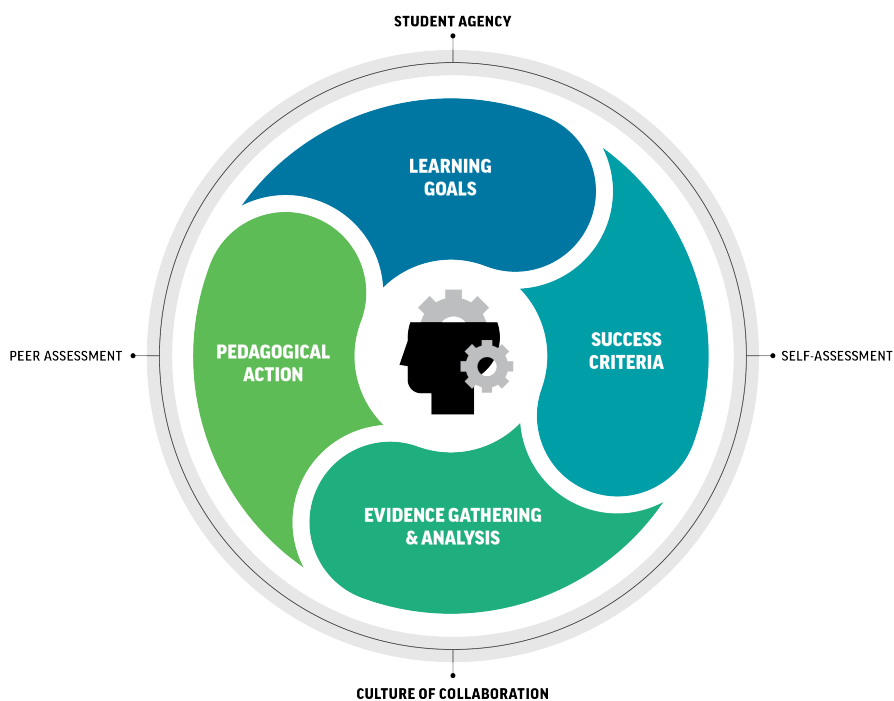 STUDENT AGENCY
LEARNING
GOALS
SUCCESS
CRITERIA
PEDAGOGICAL
ACTION
PEER ASSESSMENT
SELF-ASSESSMENT
EVIDENCE GATHERING
& ANALYSIS
CULTURE OF COLLABORATION